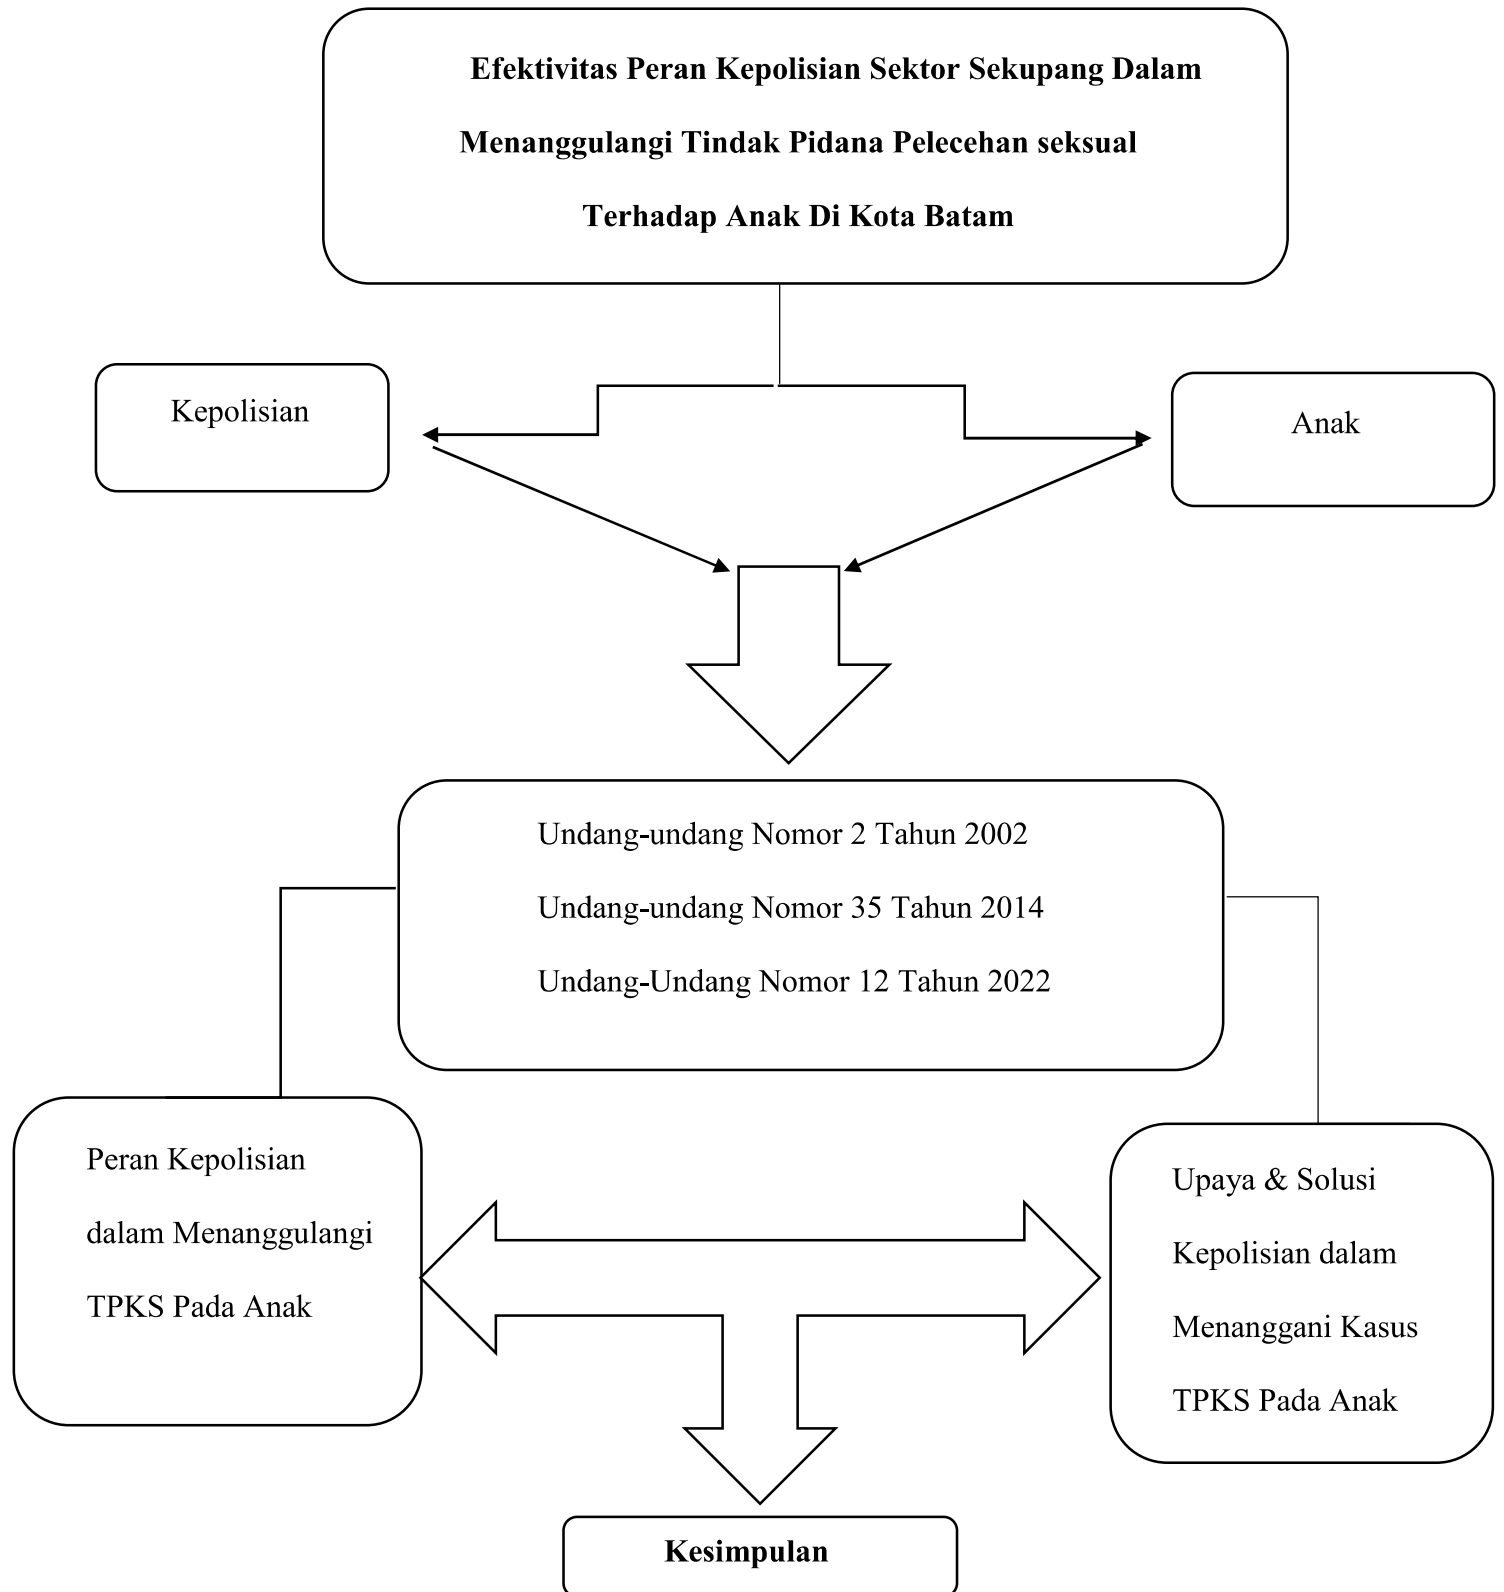 Efektivitas Peran Kepolisian Sektor Sekupang Dalam
Menanggulangi Tindak Pidana Pelecehan seksual
Terhadap Anak Di Kota Batam
Kepolisian
Anak
Undang-undang Nomor 2 Tahun 2002
Undang-undang Nomor 35 Tahun 2014
Undang-Undang Nomor 12 Tahun 2022
Peran Kepolisian
dalam Menanggulangi
TPKS Pada Anak
Upaya & Solusi
Kepolisian dalam
Menanggani Kasus
TPKS Pada Anak
Kesimpulan